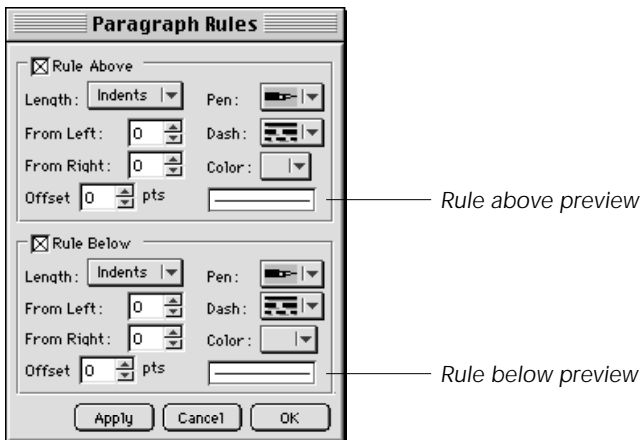 Paragraph Rules
Rule Above
Length: Indents Pen:
From Left: 0 Dash:
From Right: 0 Color:
Offset 0 pts
Rule above preview
Rule Below
Length: Indents Pen:
From Left: 0 Dash:
From Right: 0 Color:
Offset 0 pts
Rule below preview
Apply Cancel OK